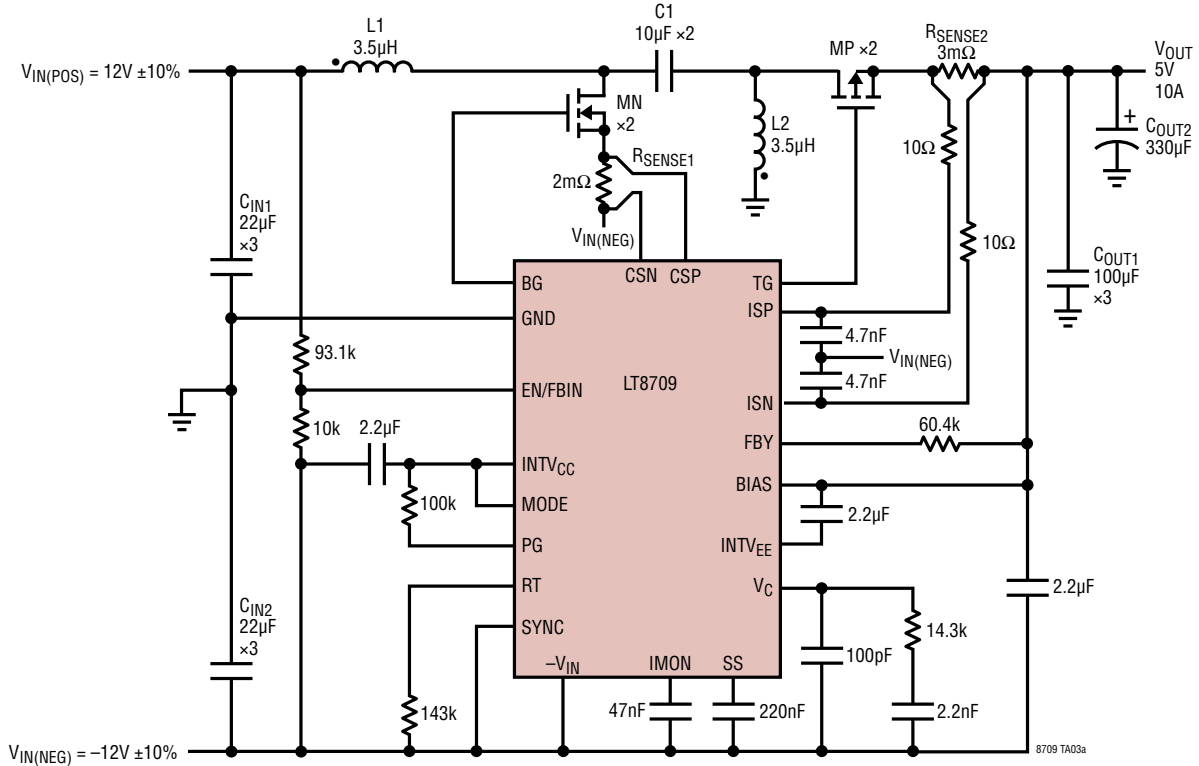 L1
3.5µH
C1
10µF ×2
MP ×2
RSENSE2
3mΩ
VIN(POS) = 12V ±10%
VOUT
5V
10A
MN
×2
L2
3.5µH
10Ω
COUT2
330µF
+
RSENSE1
2mΩ
VIN(NEG)
CIN1
22µF
×3
10Ω
COUT1
100µF
×3
CSN CSP
BG
TG
GND
ISP
93.1k
4.7nF
VIN(NEG)
4.7nF
EN/FBIN
LT8709
ISN
10k
2.2µF
60.4k
FBY
INTVCC
BIAS
100k
MODE
2.2µF
PG
INTVEE
RT
VC
2.2µF
CIN2
22µF
×3
SYNC
14.3k
100pF
–VIN IMON SS
143k
47nF
220nF
2.2nF
VIN(NEG) = –12V ±10%
8709 TA03a